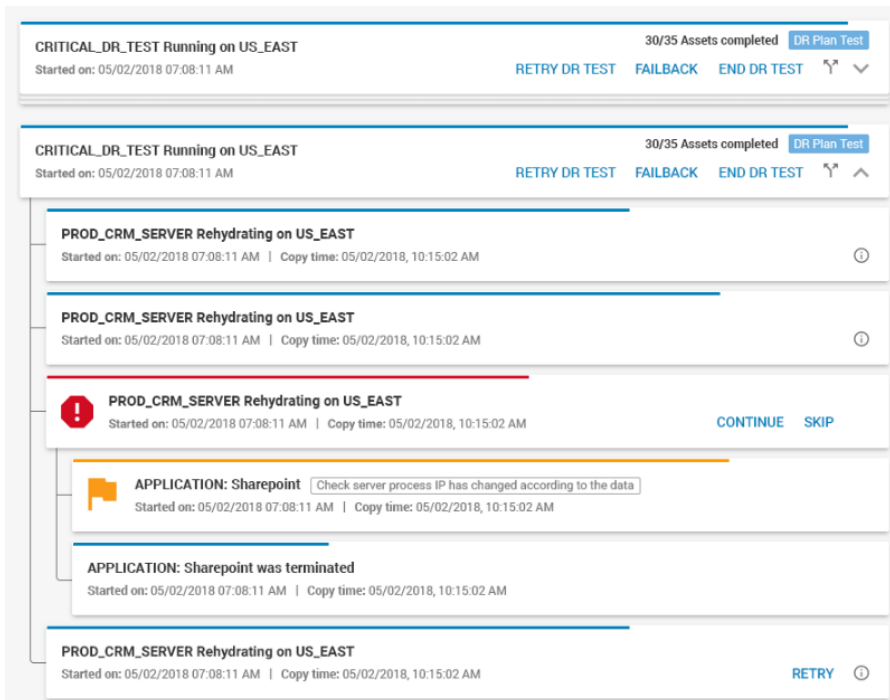 CRITICAL_DR_TEST Running on US_EAST
30/35 Assets completed DR Plan Test
Started on: 05/02/2018 07:08:11 AM
RETRY DR TEST FAILBACK END DR TEST
CRITICAL_DR_TEST Running on US_EAST
30/35 Assets completed DR Plan Test
Started on: 05/02/2018 07:08:11 AM
RETRY DR TEST FAILBACK END DR TEST
PROD_CRM_SERVER Rehydrating on US_EAST
Started on: 05/02/2018 07:08:11 AM | Copy time: 05/02/2018, 10:15:02 AM
PROD_CRM_SERVER Rehydrating on US_EAST
Started on: 05/02/2018 07:08:11 AM | Copy time: 05/02/2018, 10:15:02 AM
PROD_CRM_SERVER Rehydrating on US_EAST
Started on: 05/02/2018 07:08:11 AM | Copy time: 05/02/2018, 10:15:02 AM
CONTINUE SKIP
APPLICATION: Sharepoint Check server process IP has changed according to the data
Started on: 05/02/2018 07:08:11 AM | Copy time: 05/02/2018, 10:15:02 AM
APPLICATION: Sharepoint was terminated
Started on: 05/02/2018 07:08:11 AM | Copy time: 05/02/2018, 10:15:02 AM
PROD_CRM_SERVER Rehydrating on US_EAST
Started on: 05/02/2018 07:08:11 AM | Copy time: 05/02/2018, 10:15:02 AM
RETRY